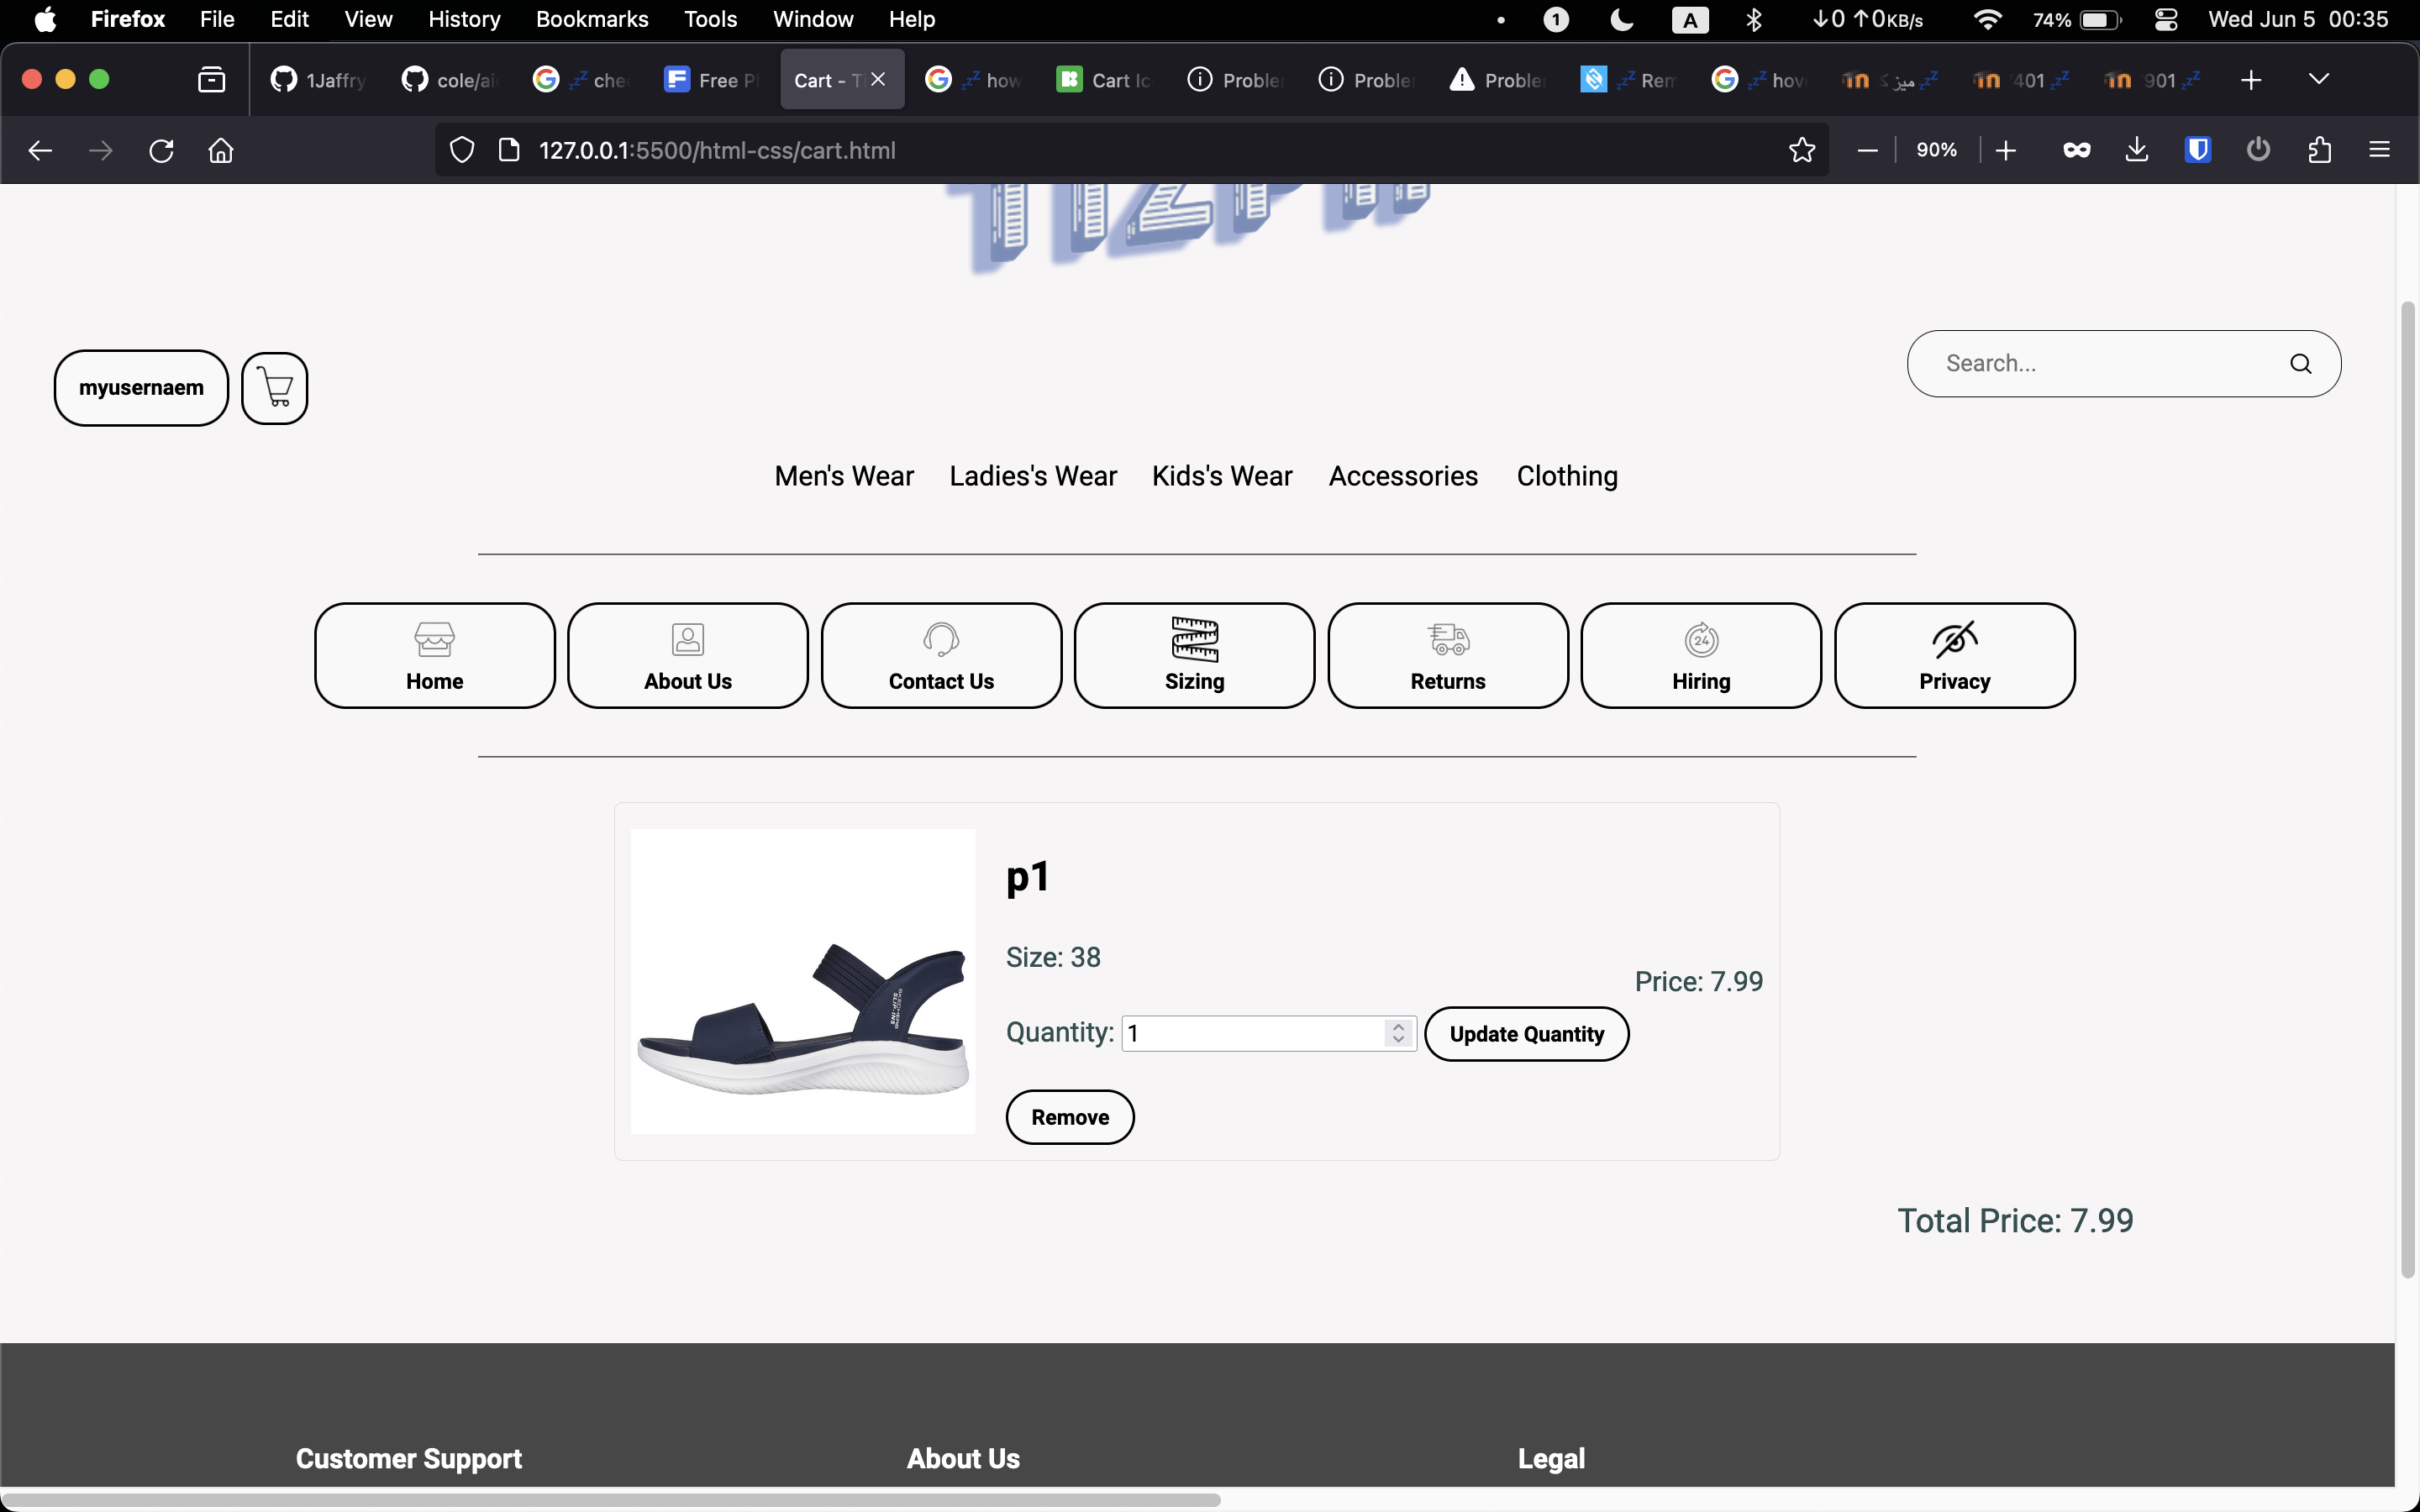 Firefox File Edit View History Bookmarks Tools Window Help 1 A ↓0 ↑0KB/s 74% Wed Jun 5 00:35
1Jaffry cole/ai che Free P Cart - Ti how Cart Ic Proble Proble Proble Rem hov میز ک 401 901
127.0.0.1:5500/html-css/cart.html 90%
myusernaem
Search...
Men's Wear Ladies's Wear Kids's Wear Accessories Clothing
24
Home About Us Contact Us Sizing Returns Hiring Privacy
p1
Size: 38
Price: 7.99
Quantity: 1 Update Quantity
Remove
Total Price: 7.99
Customer Support About Us Legal